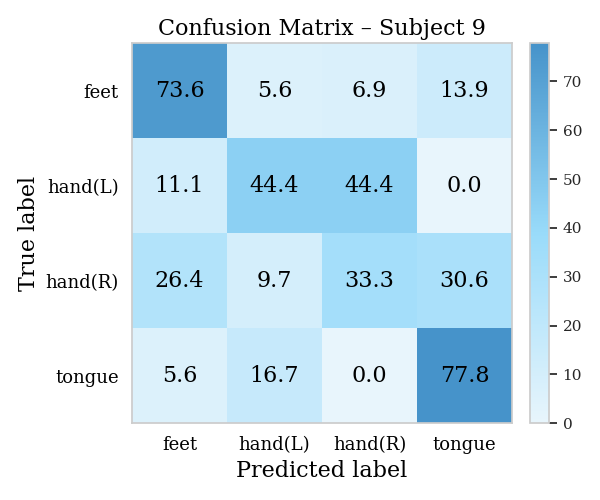 Confusion Matrix – Subject 9
True label
feet 73.6 5.6 6.9 13.9
hand(L) 11.1 44.4 44.4 0.0
hand(R) 26.4 9.7 33.3 30.6
tongue 5.6 16.7 0.0 77.8
feet hand(L) hand(R) tongue
Predicted label
70
60
50
40
30
20
10
0